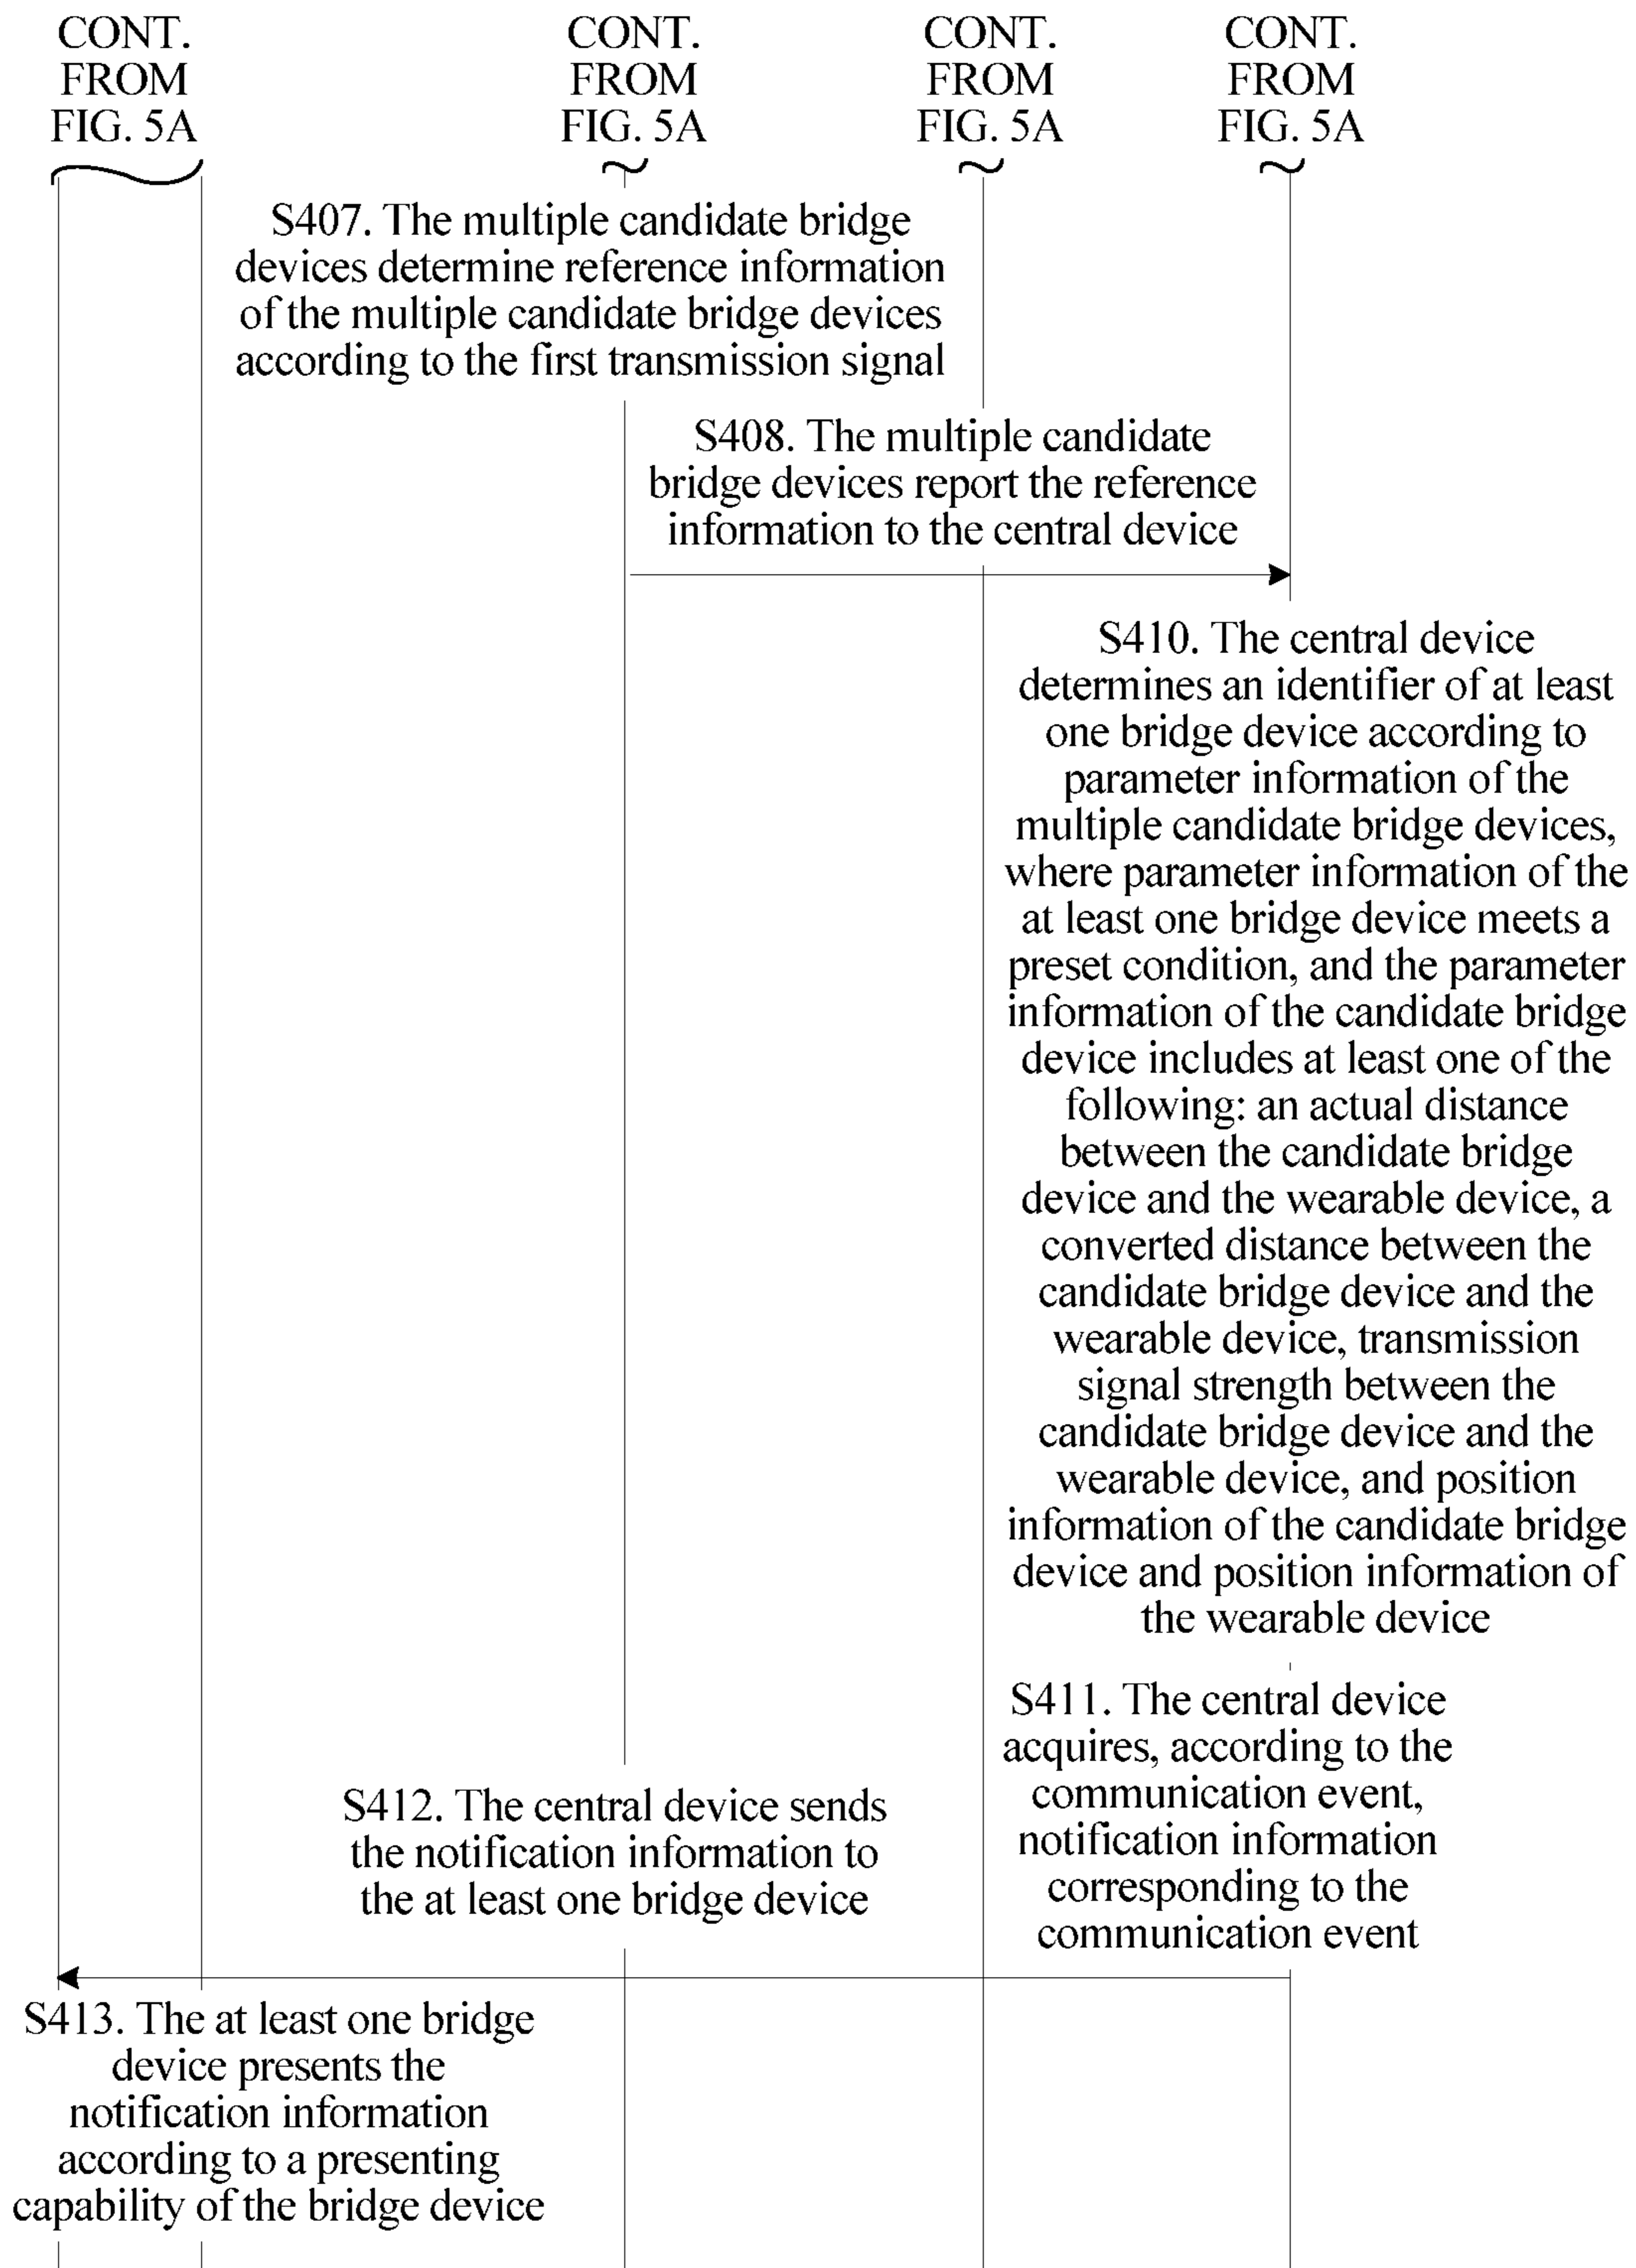 CONT.
FROM
FIG. 5A
CONT.
FROM
FIG. 5A
CONT.
FROM
FIG. 5A
CONT.
FROM
FIG. 5A
S407. The multiple candidate bridge
devices determine reference information
of the multiple candidate bridge devices
according to the first transmission signal
S408. The multiple candidate
bridge devices report the reference
information to the central device
S410. The central device
determines an identifier of at least
one bridge device according to
parameter information of the
multiple candidate bridge devices,
where parameter information of the
at least one bridge device meets a
preset condition, and the parameter
information of the candidate bridge
device includes at least one of the
following: an actual distance
between the candidate bridge
device and the wearable device, a
converted distance between the
candidate bridge device and the
wearable device, transmission
signal strength between the
candidate bridge device and the
wearable device, and position
information of the candidate bridge
device and position information of
the wearable device
S411. The central device
acquires, according to the
communication event,
notification information
corresponding to the
communication event
S412. The central device sends
the notification information to
the at least one bridge device
S413. The at least one bridge
device presents the
notification information
according to a presenting
capability of the bridge device